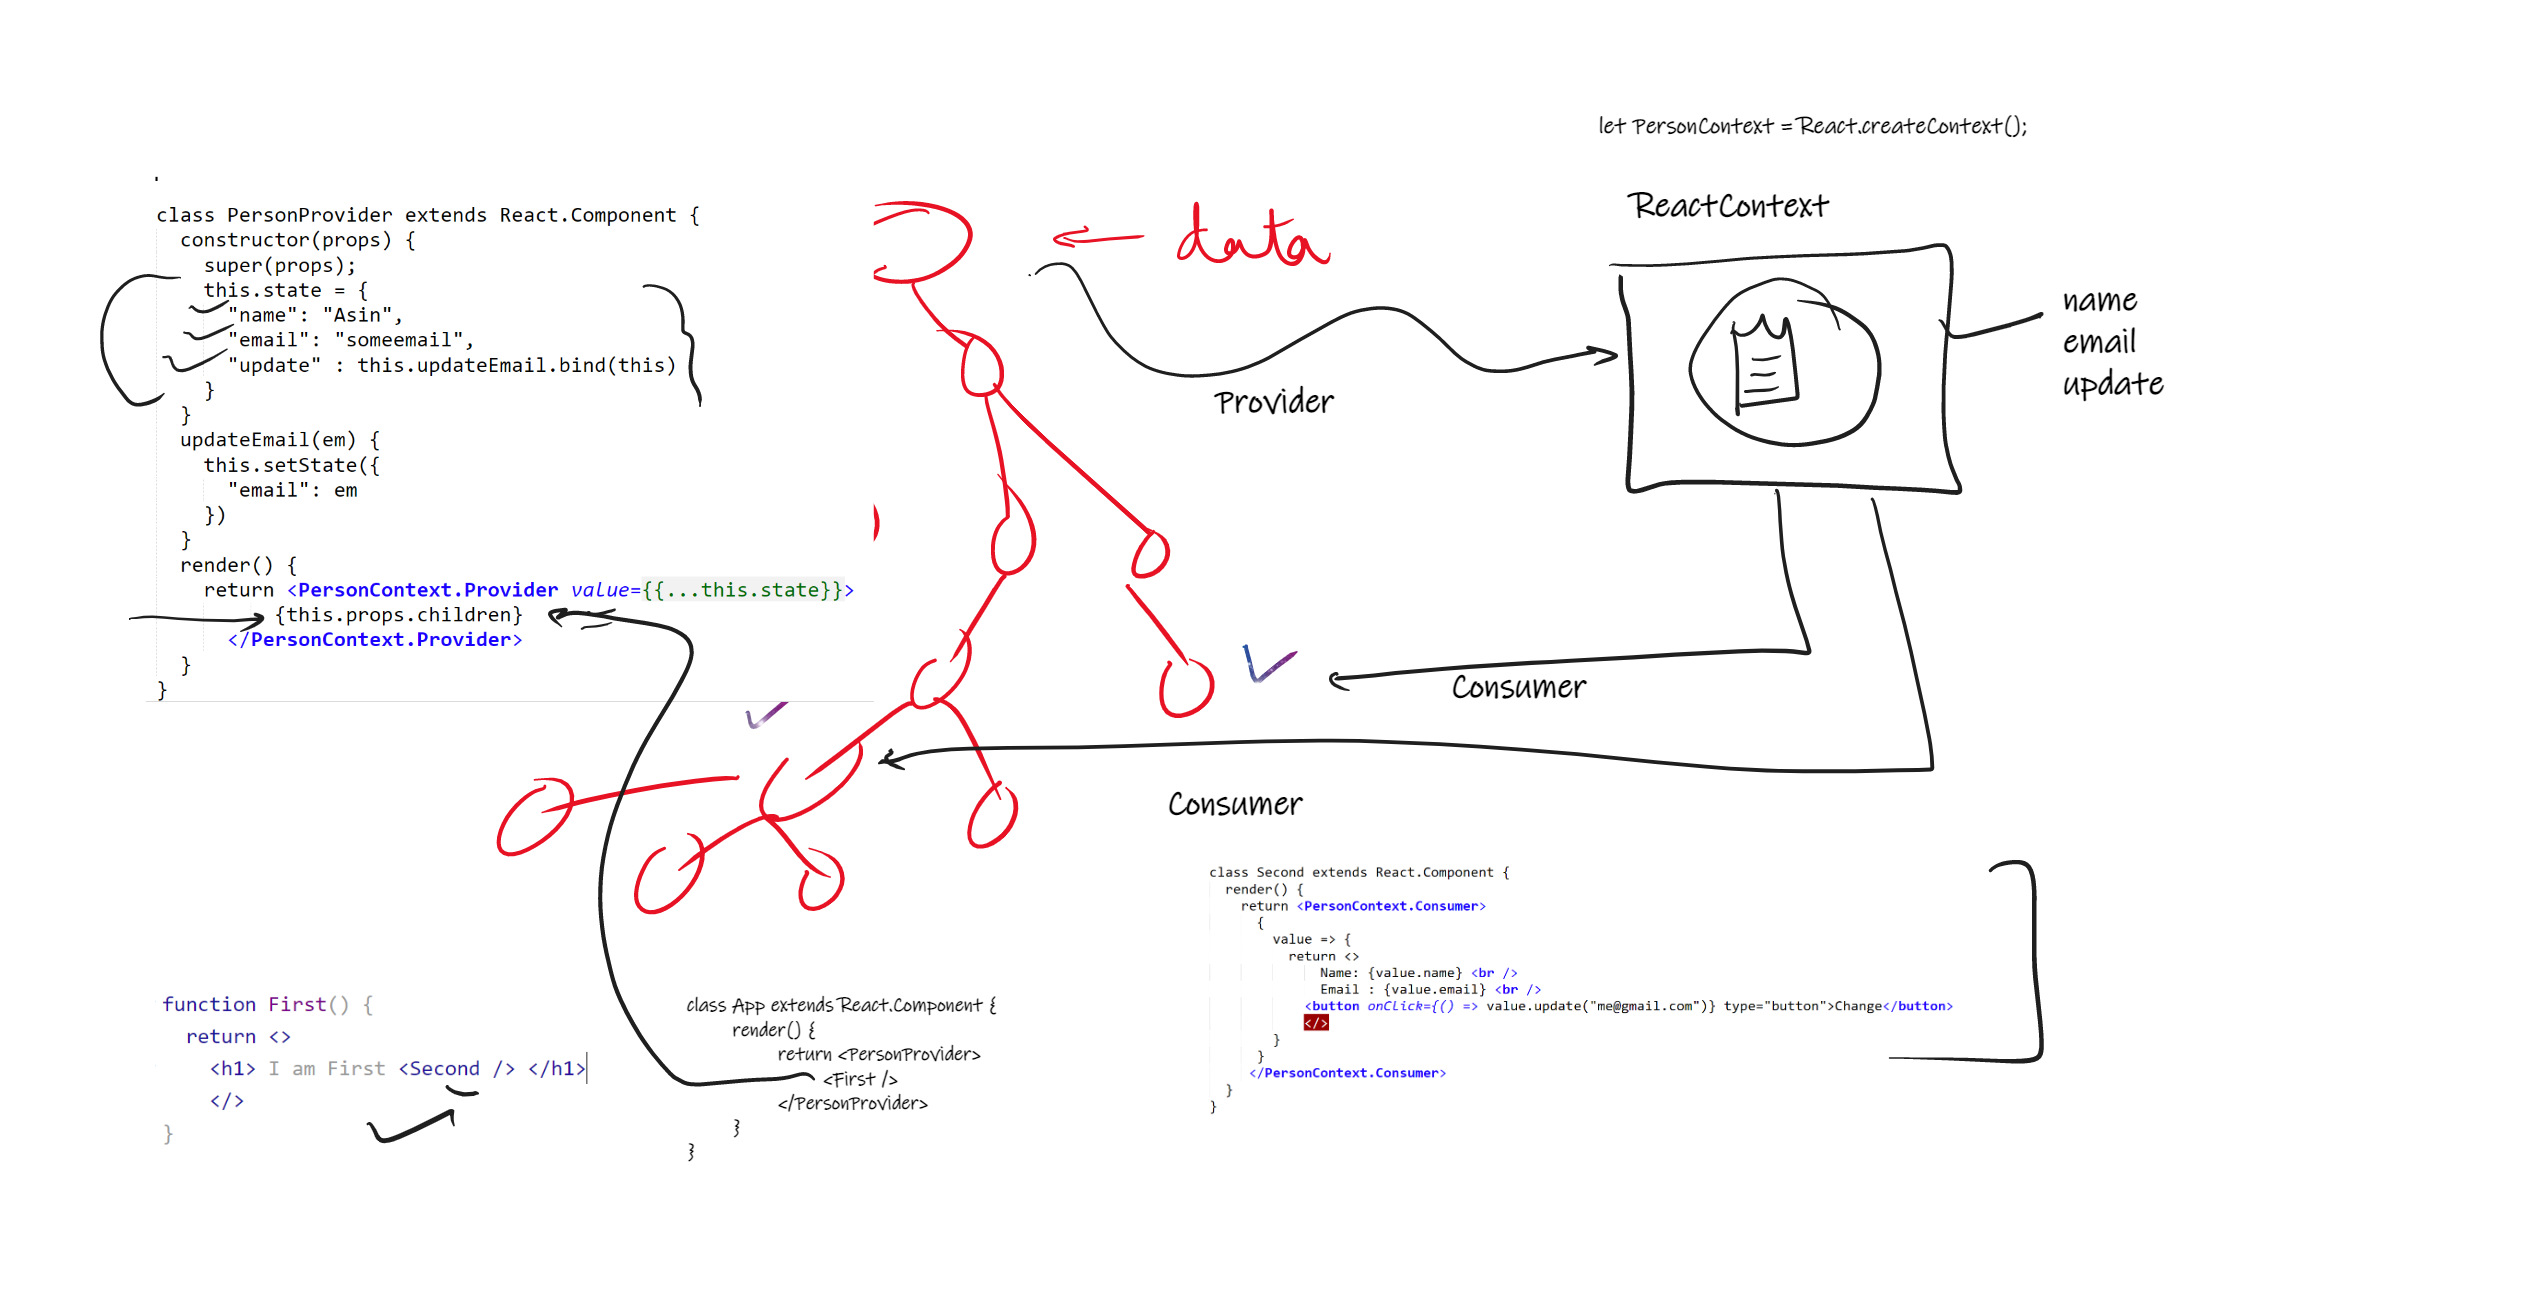 let PersonContext = React.createContext();
ReactContext
name
email
update
data
Provider
Consumer
Consumer
class PersonProvider extends React.Component {
constructor(props) {
super(props);
this.state = {
"name": "Asin",
"email": "someemail",
"update" : this.updateEmail.bind(this)
}
}
updateEmail(em) {
this.setState({
"email": em
})
}
render() {
return <PersonContext.Provider value={{...this.state}}>
{this.props.children}
</PersonContext.Provider>
}
}
function First() {
return <>
<h1> I am First <Second /> </h1>
</>
}
class App extends React.Component {
render() {
return <PersonProvider>
<First />
</PersonProvider>
}
}
class Second extends React.Component {
render() {
return <PersonContext.Consumer>
{
value => {
return <>
Name: {value.name} <br />
Email : {value.email} <br />
<button onClick={() => value.update("me@gmail.com")} type="button">Change</button>
</>
}
}
</PersonContext.Consumer>
}
}